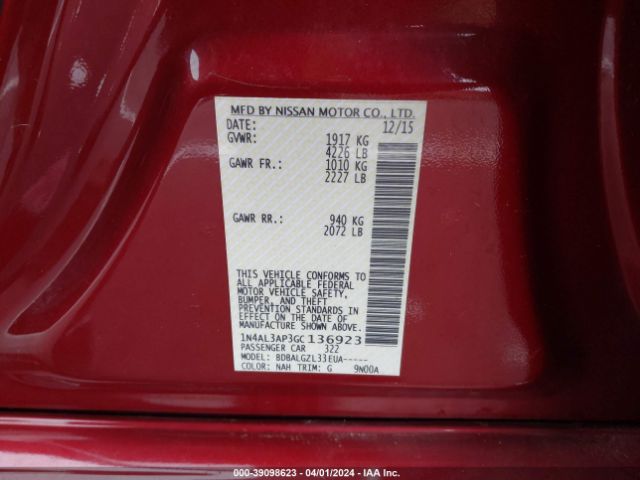 MFD BY NISSAN MOTOR CO., LTD.
DATE: 12/15
GVWR: 1917 KG
4226 LB
GAWR FR.: 1010 KG
2227 LB
GAWR RR.: 940 KG
2072 LB
THIS VEHICLE CONFORMS TO
ALL APPLICABLE FEDERAL
MOTOR VEHICLE SAFETY,
BUMPER, AND THEFT
PREVENTION STANDARDS IN
EFFECT ON THE DATE OF
MANUFACTURE SHOWN ABOVE.
1N4AL3AP3GC136923
PASSENGER CAR 322
MODEL: BDBALGZL33EUA-----
COLOR: NAH TRIM: G 9N00A
000-39098623 - 04/01/2024 - IAA Inc.